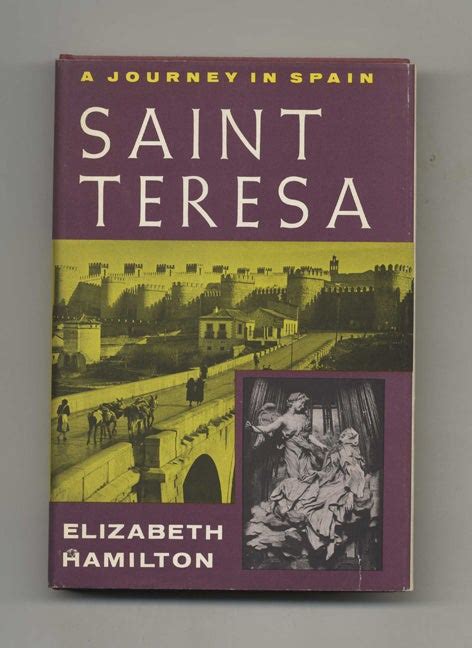 A JOURNEY IN SPAIN
SAINT
TERESA
ELIZABETH
HAMILTON